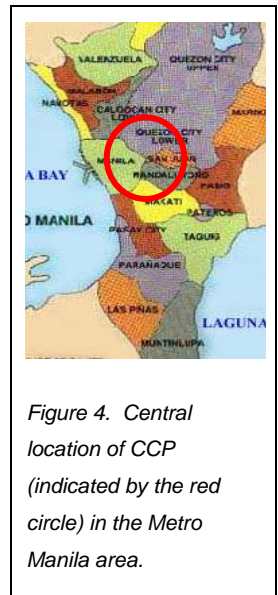 VALENZUELA
QUEZON CITY
UPPER
MALABON
NAVOTAS
CALOOCAN CITY
LOWER
QUEZON CITY
LOWER
MANILA
SAN JUAN
A BAY
MANDALUYONG
PASIG
MAKATI
PATEROS
O MANILA
PASAY CITY
TAGUIG
PARAÑAQUE
LAS PIÑAS
LAGUNA
MUNTINLUPA
Figure 4. Central
location of CCP
(indicated by the red
circle) in the Metro
Manila area.